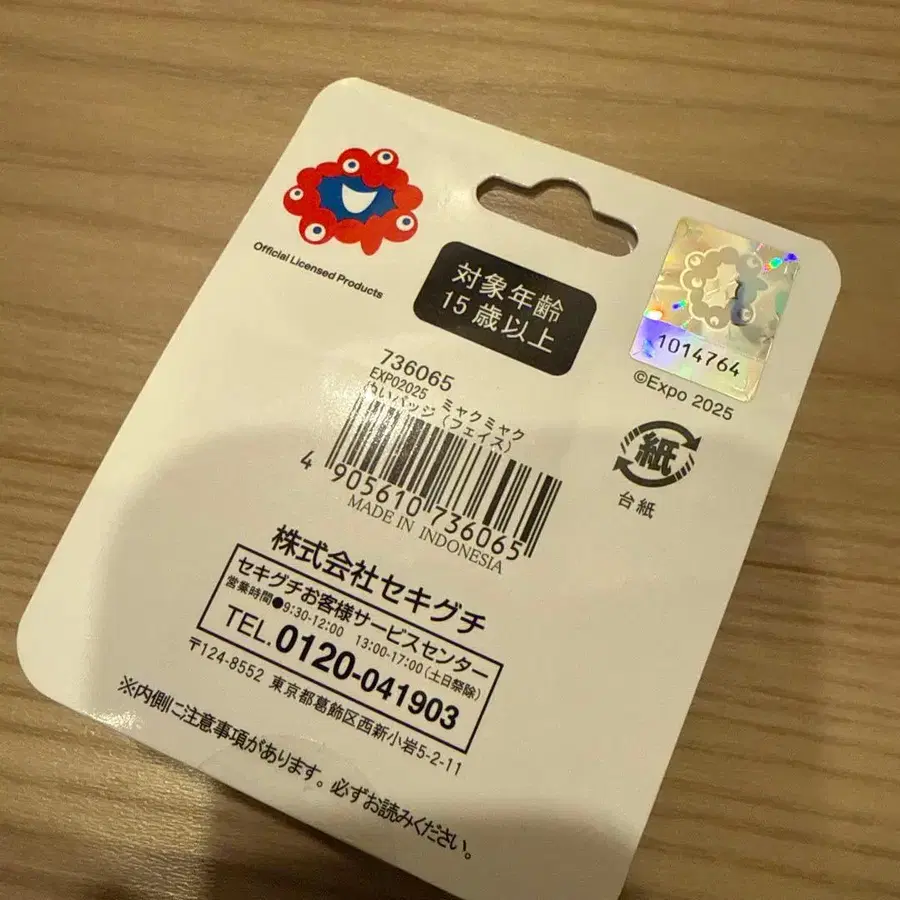 Official Licensed Products
対象年齢
15歳以上
1014764
©Expo 2025
736065
EXPO2025 ミャクミャク
ぬいバッジ(フェイス)
4 905610 736065
MADE IN INDONESIA
紙
台紙
株式会社セキグチ
セキグチお客様サービスセンター
営業時間●9:30-12:00 13:00-17:00(土日祭除)
TEL.0120-041903
〒124-8552 東京都葛飾区西新小岩5-2-11
※内側に注意事項があります。必ずお読みください。